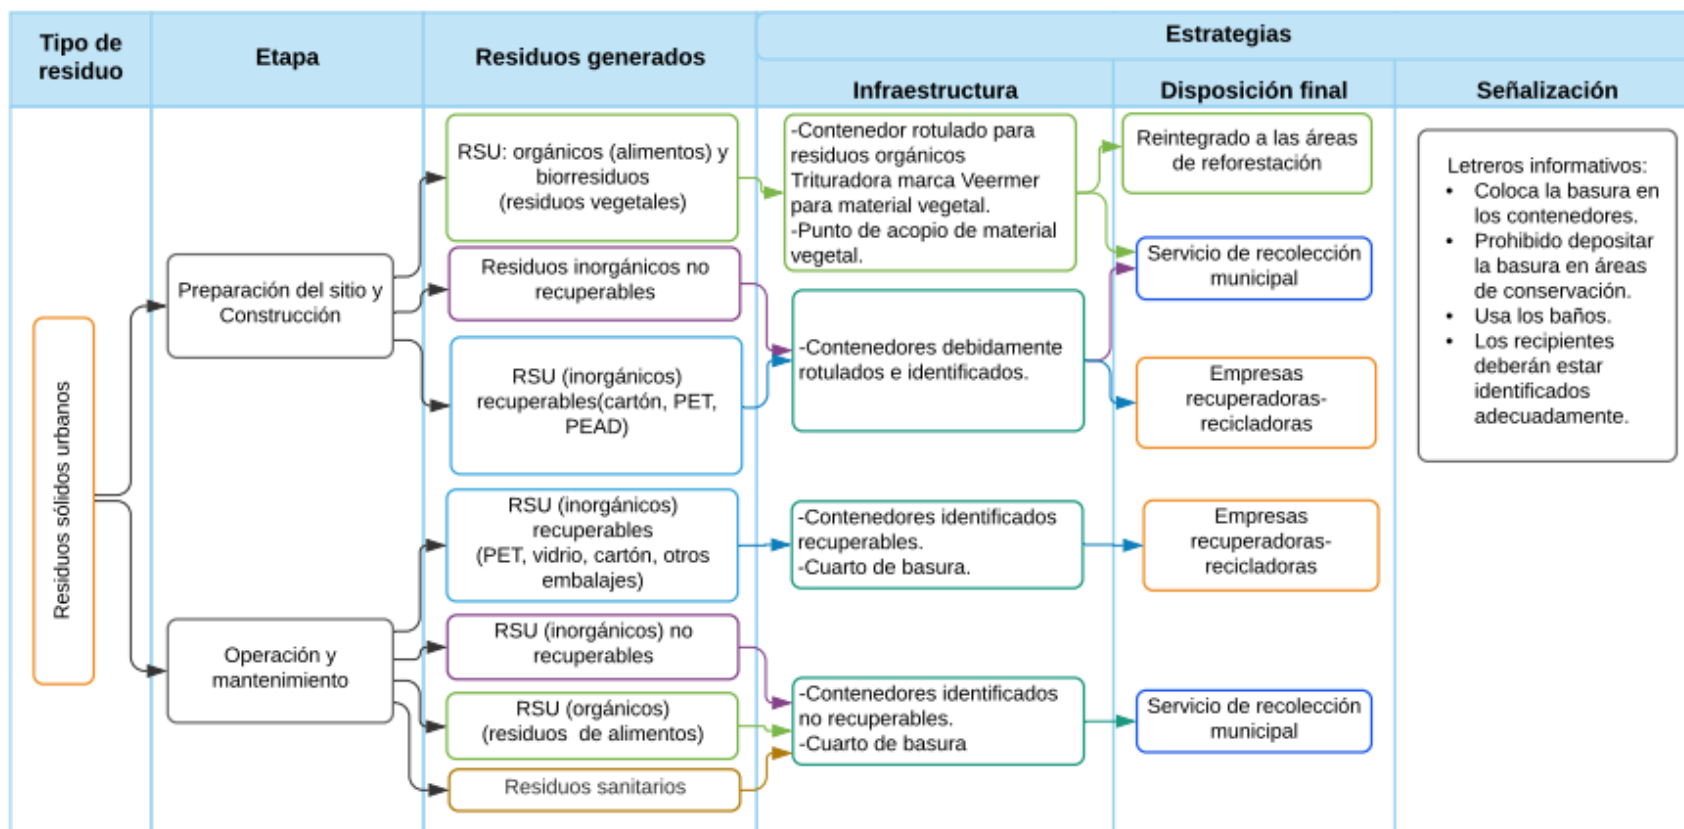 Tipo de
residuo
Etapa
Residuos generados
Estrategias
Infraestructura
Disposición final
Señalización
Residuos sólidos urbanos
Preparación del sitio y
Construcción
RSU: orgánicos (alimentos) y
biorresiduos
(residuos vegetales)
-Contenedor rotulado para
residuos orgánicos
Trituradora marca Veermer
para material vegetal.
-Punto de acopio de material
vegetal.
Reintegrado a las áreas
de reforestación
Servicio de recolección
municipal
Residuos inorgánicos no
recuperables
RSU (inorgánicos)
recuperables(cartón, PET,
PEAD)
-Contenedores debidamente
rotulados e identificados.
Empresas
recuperadoras-
recicladoras
Letreros informativos:
• Coloca la basura en
los contenedores.
• Prohibido depositar
la basura en áreas
de conservación.
• Usa los baños.
• Los recipientes
deberán estar
identificados
adecuadamente.
Operación y
mantenimiento
RSU (inorgánicos)
recuperables
(PET, vidrio, cartón, otros
embalajes)
-Contenedores identificados
recuperables.
-Cuarto de basura.
Empresas
recuperadoras-
recicladoras
RSU (inorgánicos) no
recuperables
RSU (orgánicos)
(residuos de alimentos)
Residuos sanitarios
-Contenedores identificados
no recuperables.
-Cuarto de basura
Servicio de recolección
municipal